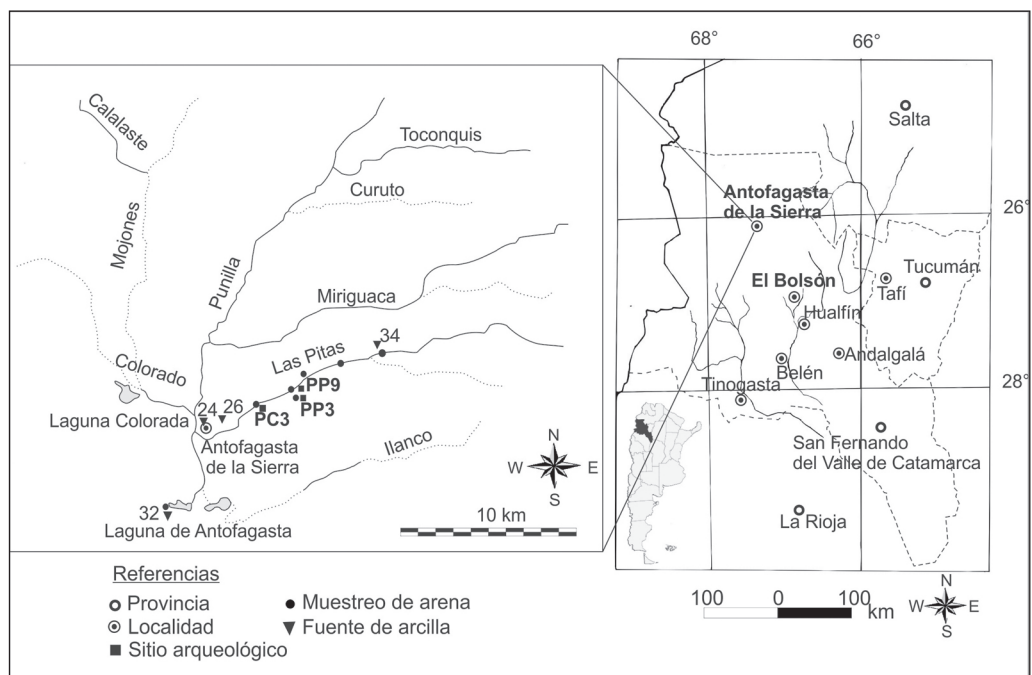 68°
66°
Calalaste
Toconquis
Curuto
Mojones
Punilla
Miriguaca
34
Las Pitas
Colorado
PP9
PP3
PC3
24
26
Laguna Colorada
Antofagasta
de la Sierra
Ilanco
N
W
E
S
32
Laguna de Antofagasta
10 km
Salta
Antofagasta
de la Sierra
26°
El Bolsón
Tucumán
Tafí
Hualfín
Andalgalá
Belén
Tinogasta
28°
San Fernando
del Valle de Catamarca
La Rioja
N
W
E
S
100
0
100
km
Referencias
Provincia
Localidad
Sitio arqueológico
Muestreo de arena
Fuente de arcilla